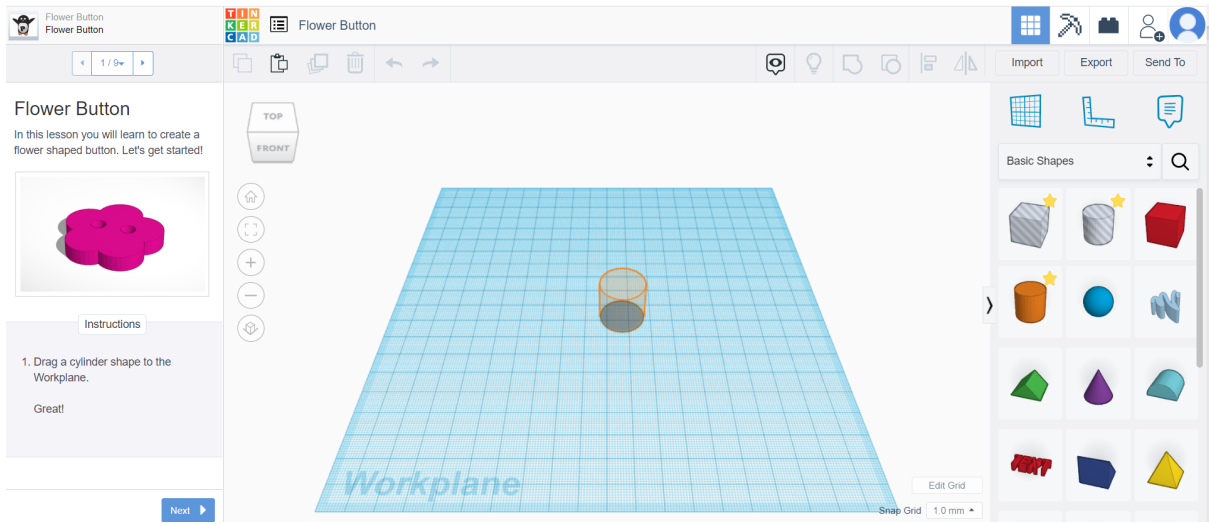 Flower Button
Flower Button
TIN
KER
CAD
Flower Button
1 / 9
Import
Export
Send To
Flower Button
In this lesson you will learn to create a
flower shaped button. Let's get started!
TOP
FRONT
Basic Shapes
Instructions
1. Drag a cylinder shape to the
Workplane.
Great!
TEXT
Workplane
Edit Grid
Snap Grid
1.0 mm
Next